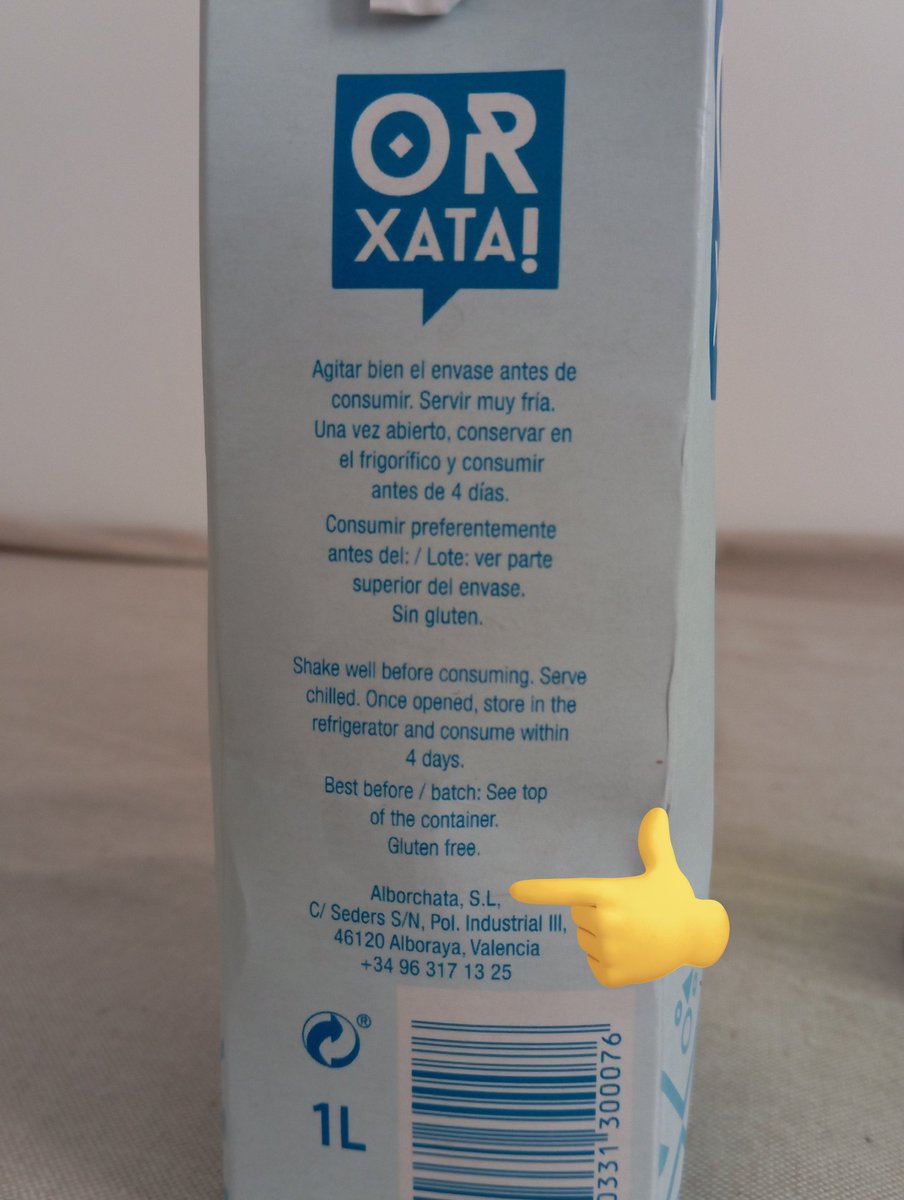 OR
XATA!
Agitar bien el envase antes de
consumir. Servir muy fría.
Una vez abierto, conservar en
el frigorífico y consumir
antes de 4 días.
Consumir preferentemente
antes del: / Lote: ver parte
superior del envase.
Sin gluten.
Shake well before consuming. Serve
chilled. Once opened, store in the
refrigerator and consume within
4 days.
Best before / batch: See top
of the container.
Gluten free.
Alborchata, S.L,
C/ Seders S/N, Pol. Industrial III,
46120 Alboraya, Valencia
+34 96 317 13 25
®
1L
300076